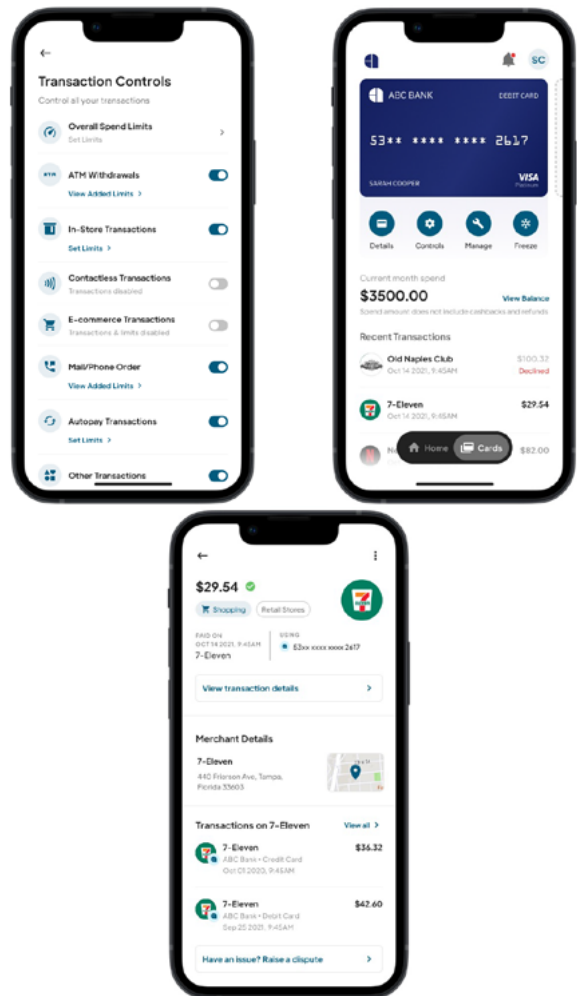 Transaction Controls
Control all your transactions
Overall Spend Limits
Set Limits
ATM
ATM Withdrawals
View Added Limits >
In-Store Transactions
Set Limits >
Contactless Transactions
Transactions disabled
E-commerce Transactions
Transactions & limits disabled
Mail/Phone Order
View Added Limits >
Autopay Transactions
Set Limits >
Other Transactions
SC
ABC BANK
DEBIT CARD
53** **** **** 2617
SARAH COOPER
VISA
Platinum
Details
Controls
Manage
Freeze
Current month spend
$3500.00
View Balance
Spend amount does not include cashbacks and refunds
Recent Transactions
Old Naples Club
$100.32
Oct 14 2021, 9:45AM
Declined
7-Eleven
$29.54
Oct 14 2021, 9:45AM
$82.00
Home
Cards
$29.54
Shopping
Retail Stores
PAID ON
OCT 14 2021, 9:45AM
7-Eleven
USING
53xx xxxx xxxx 2617
View transaction details >
Merchant Details
7-Eleven
440 Frierson Ave, Tampa,
Florida 33603
Transactions on 7-Eleven
View all >
7-Eleven
$36.32
ABC Bank • Credit Card
Oct 01 2020, 9:45AM
7-Eleven
$42.60
ABC Bank • Debit Card
Sep 25 2021, 9:45AM
Have an issue? Raise a dispute >